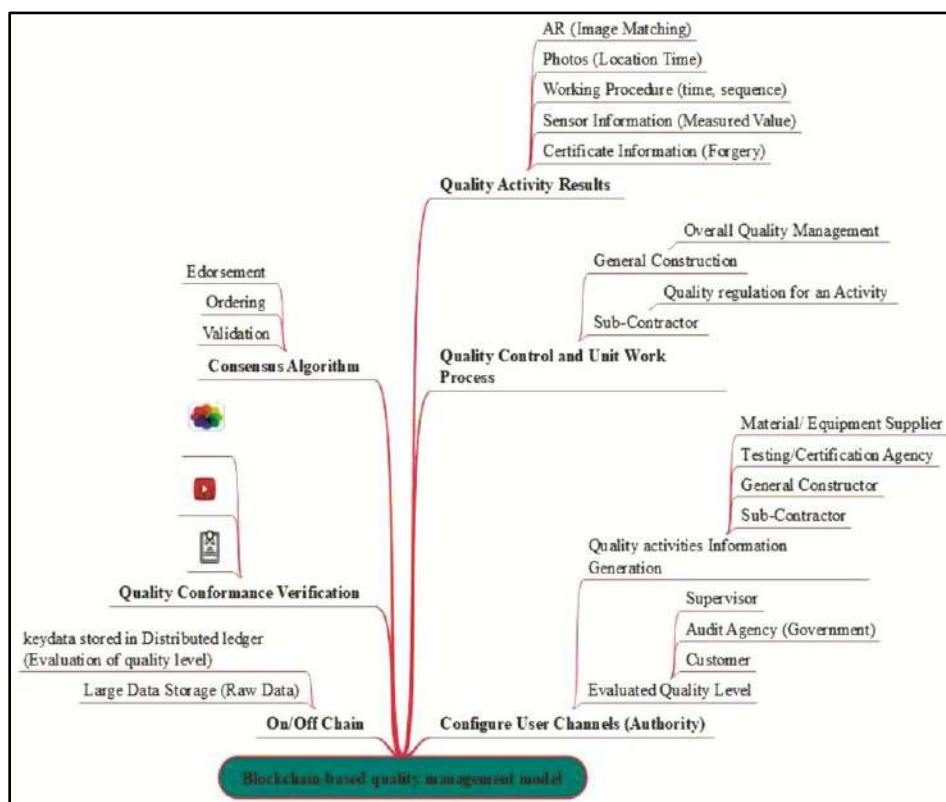 AR (Image Matching)
Photos (Location Time)
Working Procedure (time, sequence)
Sensor Information (Measured Value)
Certificate Information (Forgery)
Quality Activity Results
Overall Quality Management
General Construction
Quality regulation for an Activity
Sub-Contractor
Quality Control and Unit Work
Process
Edorsement
Ordering
Validation
Consensus Algorithm
Material/ Equipment Supplier
Testing/Certification Agency
General Constructor
Sub-Contractor
Quality activities Information
Generation
Supervisor
Audit Agency (Government)
Customer
Evaluated Quality Level
Configure User Channels (Authority)
Quality Conformance Verification
keydata stored in Distributed ledger
(Evaluation of quality level)
Large Data Storage (Raw Data)
On/Off Chain
Blockchain-based quality management model